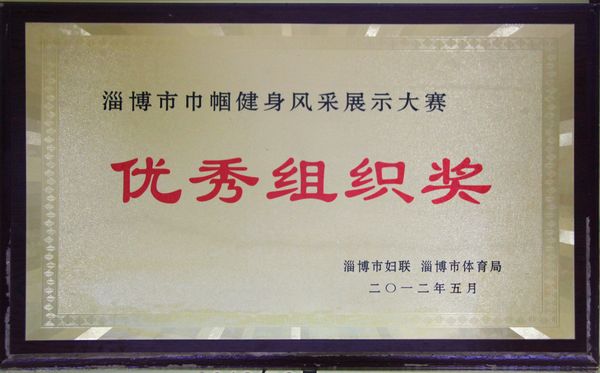 淄博市巾帼健身风采展示大赛
优秀组织奖
淄博市妇联 淄博市体育局
二〇一二年五月